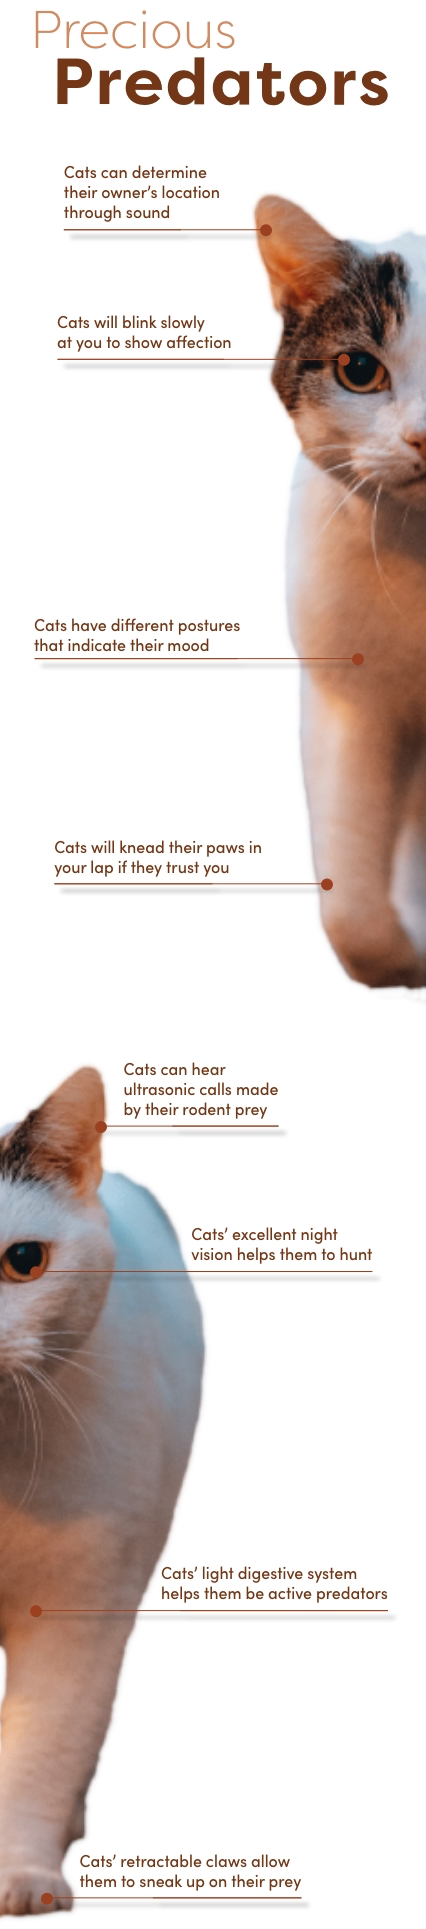 Precious
Predators
Cats can determine
their owner's location
through sound
Cats will blink slowly
at you to show affection
Cats have different postures
that indicate their mood
Cats will knead their paws in
your lap if they trust you
Cats can hear
ultrasonic calls made
by their rodent prey
Cats' excellent night
vision helps them to hunt
Cats' light digestive system
helps them be active predators
Cats' retractable claws allow
them to sneak up on their prey